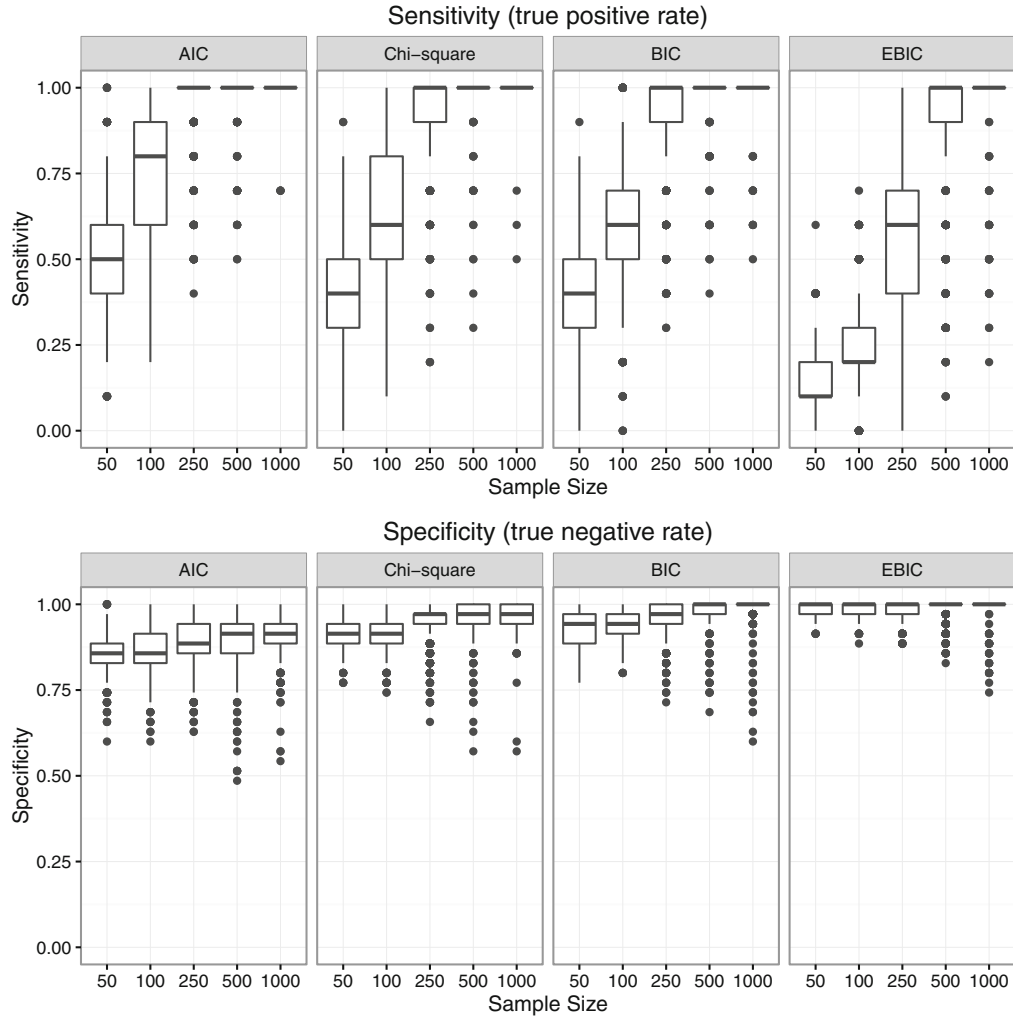 Sensitivity (true positive rate)
AIC Chi−square BIC EBIC
1.00
0.75
0.50
0.25
0.00
Sensitivity
50 100 250 500 1000 50 100 250 500 1000 50 100 250 500 1000 50 100 250 500 1000
Sample Size
Specificity (true negative rate)
AIC Chi−square BIC EBIC
1.00
0.75
0.50
0.25
0.00
Specificity
50 100 250 500 1000 50 100 250 500 1000 50 100 250 500 1000 50 100 250 500 1000
Sample Size